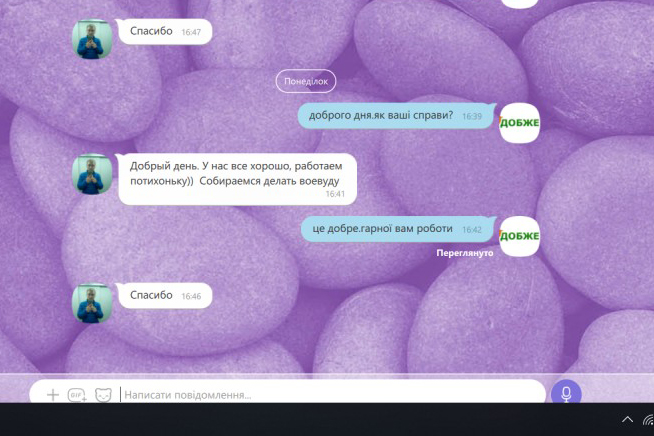 Спасибо 16:47
Понеділок
доброго дня.як ваші справи? 16:39
ДОБЖЕ
Добрый день. У нас все хорошо, работаем
потихоньку)) Собираемся делать воевуду
16:41
це добре.гарної вам роботи 16:42
ДОБЖЕ
Переглянуто
Спасибо 16:46
GIF
Написати повідомлення...